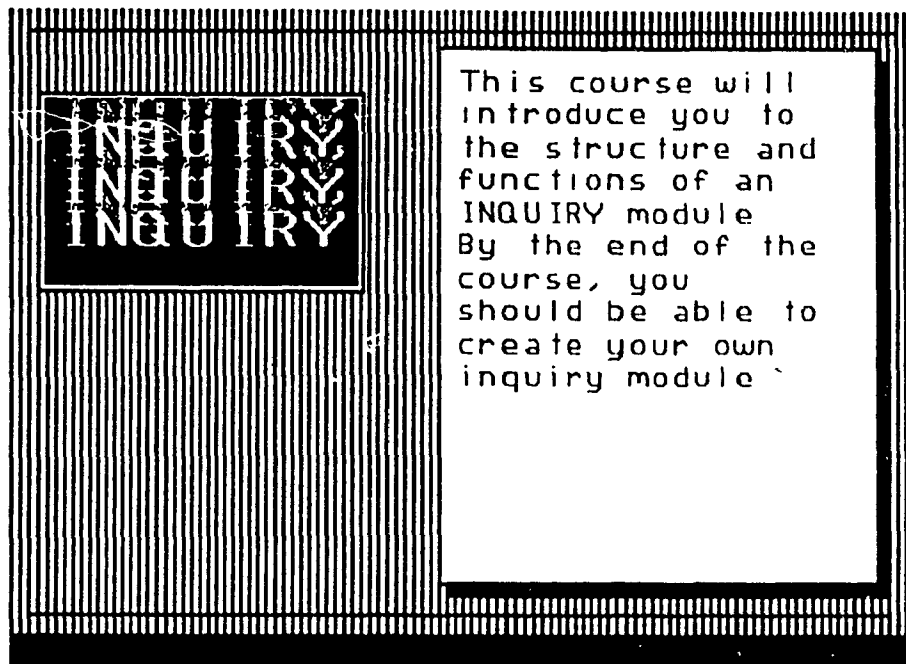 INQUIRY
INQUIRY
INQUIRY
This course will
introduce you to
the structure and
functions of an
INQUIRY module
By the end of the
course, you
should be able to
create your own
inquiry module